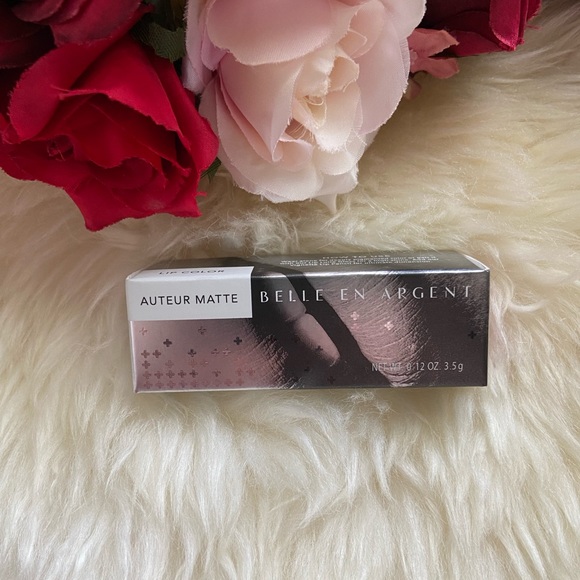 LIP COLOR
AUTEUR MATTE
BELLE EN ARGENT
NET WT. 0.12 OZ. 3.5g